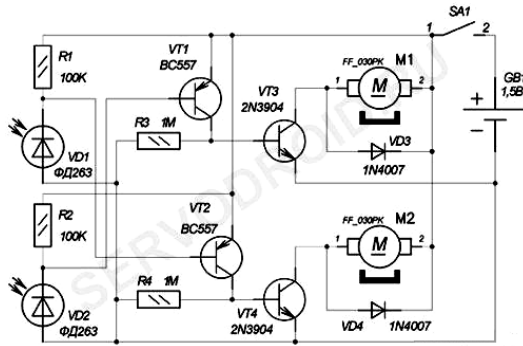 SA1
1 2
R1
100K
VT1
BC557
FF_030PK M1
1 M 2
GB1
1,5В
+
−
VT3
2N3904
R3 1M
VD1
ФД263
VD3
1N4007
R2
100K
VT2
BC557
FF_030PK M2
1 M 2
R4 1M
VD2
ФД263
VT4
2N3904
VD4 1N4007
SERVODROID.RU